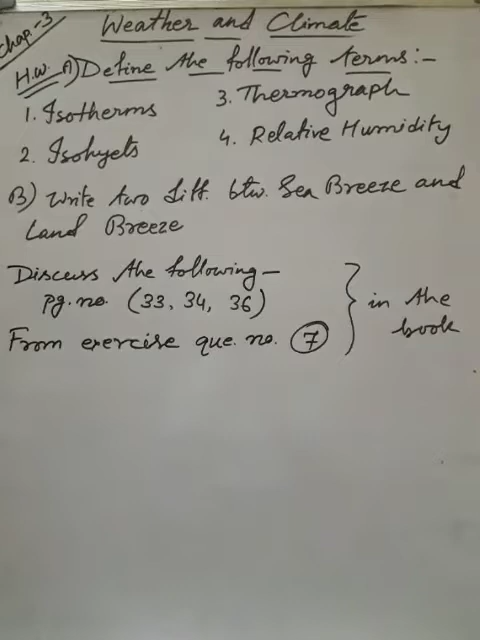 Chap.-3
Weather and Climate
H.W. A) Define the following terms:-
1. Isotherms
3. Thermograph
2. Isohyets
4. Relative Humidity
B) Write two diff. btw. Sea Breeze and
Land Breeze
Discuss the following -
pg. no. (33, 34, 36)
From exercise que. no. 7
in the
book